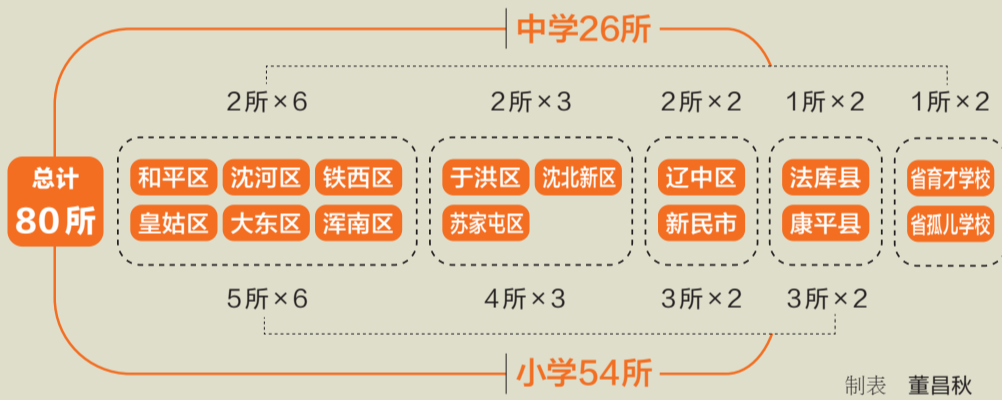 中学26所
2所×6 2所×3 2所×2 1所×2 1所×2
总计
80所
和平区 沈河区 铁西区 于洪区 沈北新区 辽中区 法库县 省育才学校
皇姑区 大东区 浑南区 苏家屯区 新民市 康平县 省孤儿学校
5所×6 4所×3 3所×2 3所×2
小学54所
制表 董昌秋